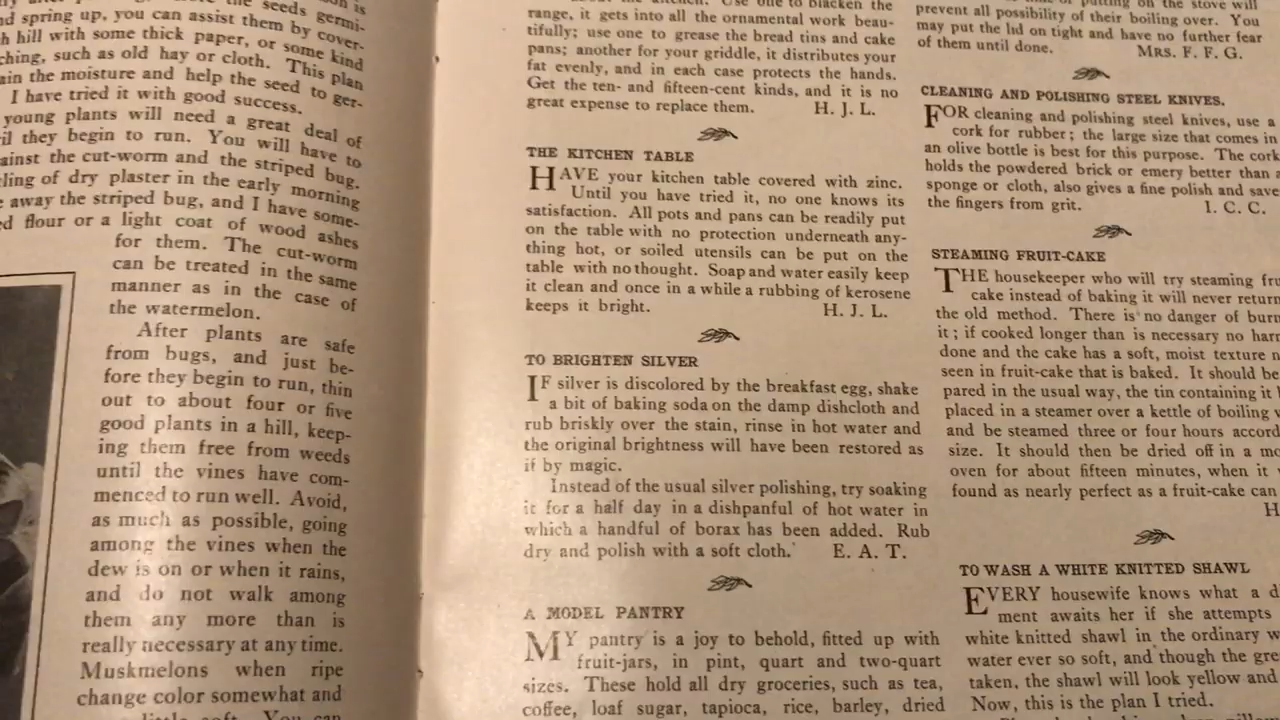 spring up, you can assist them by cover-
hill with some thick paper, or some kind
ching, such as old hay or cloth. This plan
ain the moisture and help the seed to ger-
I have tried it with good success.
young plants will need a great deal of
il they begin to run. You will have to
ainst the cut-worm and the striped bug.
ling of dry plaster in the early morning
away the striped bug, and I have some-
d flour or a light coat of wood ashes
for them. The cut-worm
can be treated in the same
manner as in the case of
the watermelon.
After plants are safe
from bugs, and just be-
fore they begin to run, thin
out to about four or five
good plants in a hill, keep-
ing them free from weeds
until the vines have com-
menced to run well. Avoid,
as much as possible, going
among the vines when the
dew is on or when it rains,
and do not walk among
them any more than is
really necessary at any time.
Muskmelons when ripe
change color somewhat and
range, it gets into all the ornamental work beau-
tifully; use one to grease the bread tins and cake
pans; another for your griddle, it distributes your
fat evenly, and in each case protects the hands.
Get the ten- and fifteen-cent kinds, and it is no
great expense to replace them. H. J. L.
THE KITCHEN TABLE
HAVE your kitchen table covered with zinc.
Until you have tried it, no one knows its
satisfaction. All pots and pans can be readily put
on the table with no protection underneath any-
thing hot, or soiled utensils can be put on the
table with no thought. Soap and water easily keep
it clean and once in a while a rubbing of kerosene
keeps it bright. H. J. L.
TO BRIGHTEN SILVER
IF silver is discolored by the breakfast egg, shake
a bit of baking soda on the damp dishcloth and
rub briskly over the stain, rinse in hot water and
the original brightness will have been restored as
if by magic.
Instead of the usual silver polishing, try soaking
it for a half day in a dishpanful of hot water in
which a handful of borax has been added. Rub
dry and polish with a soft cloth. E. A. T.
A MODEL PANTRY
MY pantry is a joy to behold, fitted up with
fruit-jars, in pint, quart and two-quart
sizes. These hold all dry groceries, such as tea,
coffee, loaf sugar, tapioca, rice, barley, dried
prevent all possibility of their boiling over. You
may put the lid on tight and have no further fear
of them until done. MRS. F. F. G.
CLEANING AND POLISHING STEEL KNIVES.
FOR cleaning and polishing steel knives, use a
cork for rubber; the large size that comes in
an olive bottle is best for this purpose. The cork
holds the powdered brick or emery better than a
sponge or cloth, also gives a fine polish and save
the fingers from grit. I. C. C.
STEAMING FRUIT-CAKE
THE housekeeper who will try steaming fru
cake instead of baking it will never return
the old method. There is no danger of burn
it; if cooked longer than is necessary no har
done and the cake has a soft, moist texture n
seen in fruit-cake that is baked. It should be
pared in the usual way, the tin containing it
placed in a steamer over a kettle of boiling
and be steamed three or four hours accord
size. It should then be dried off in a mo
oven for about fifteen minutes, when it
found as nearly perfect as a fruit-cake can
H
TO WASH A WHITE KNITTED SHAWL
EVERY housewife knows what a d
ment awaits her if she attempts
white knitted shawl in the ordinary w
water ever so soft, and though the gre
taken, the shawl will look yellow and
Now, this is the plan I tried.